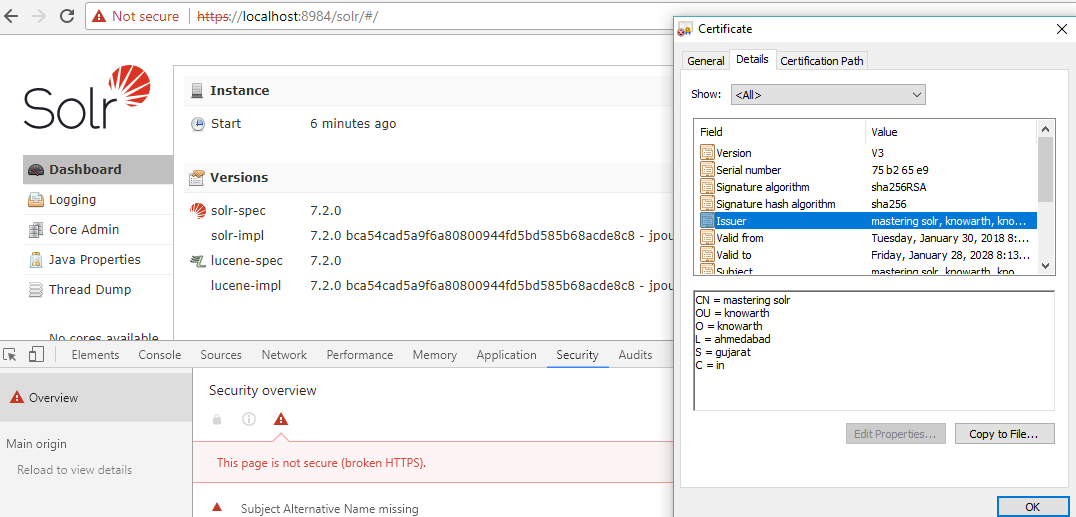 Not secure https://localhost:8984/solr/#/
Solr
Dashboard
Logging
Core Admin
Java Properties
Thread Dump
No cores available
Instance
Start 6 minutes ago
Versions
solr-spec 7.2.0
solr-impl 7.2.0 bca54cad5a9f6a80800944fd5bd585b68acde8c8 - jpou
lucene-spec 7.2.0
lucene-impl 7.2.0 bca54cad5a9f6a80800944fd5bd585b68acde8c8 - jpou
Elements Console Sources Network Performance Memory Application Security Audits
Overview
Main origin
Reload to view details
Security overview
This page is not secure (broken HTTPS).
Subject Alternative Name missing
Certificate
General Details Certification Path
Show: <All>
Field Value
Version V3
Serial number 75 b2 65 e9
Signature algorithm sha256RSA
Signature hash algorithm sha256
Issuer mastering solr, knowarth, kno...
Valid from Tuesday, January 30, 2018 8:...
Valid to Friday, January 28, 2028 8:13...
Subject mastering solr, knowarth, kno...
CN = mastering solr
OU = knowarth
O = knowarth
L = ahmedabad
S = gujarat
C = in
Edit Properties... Copy to File...
OK